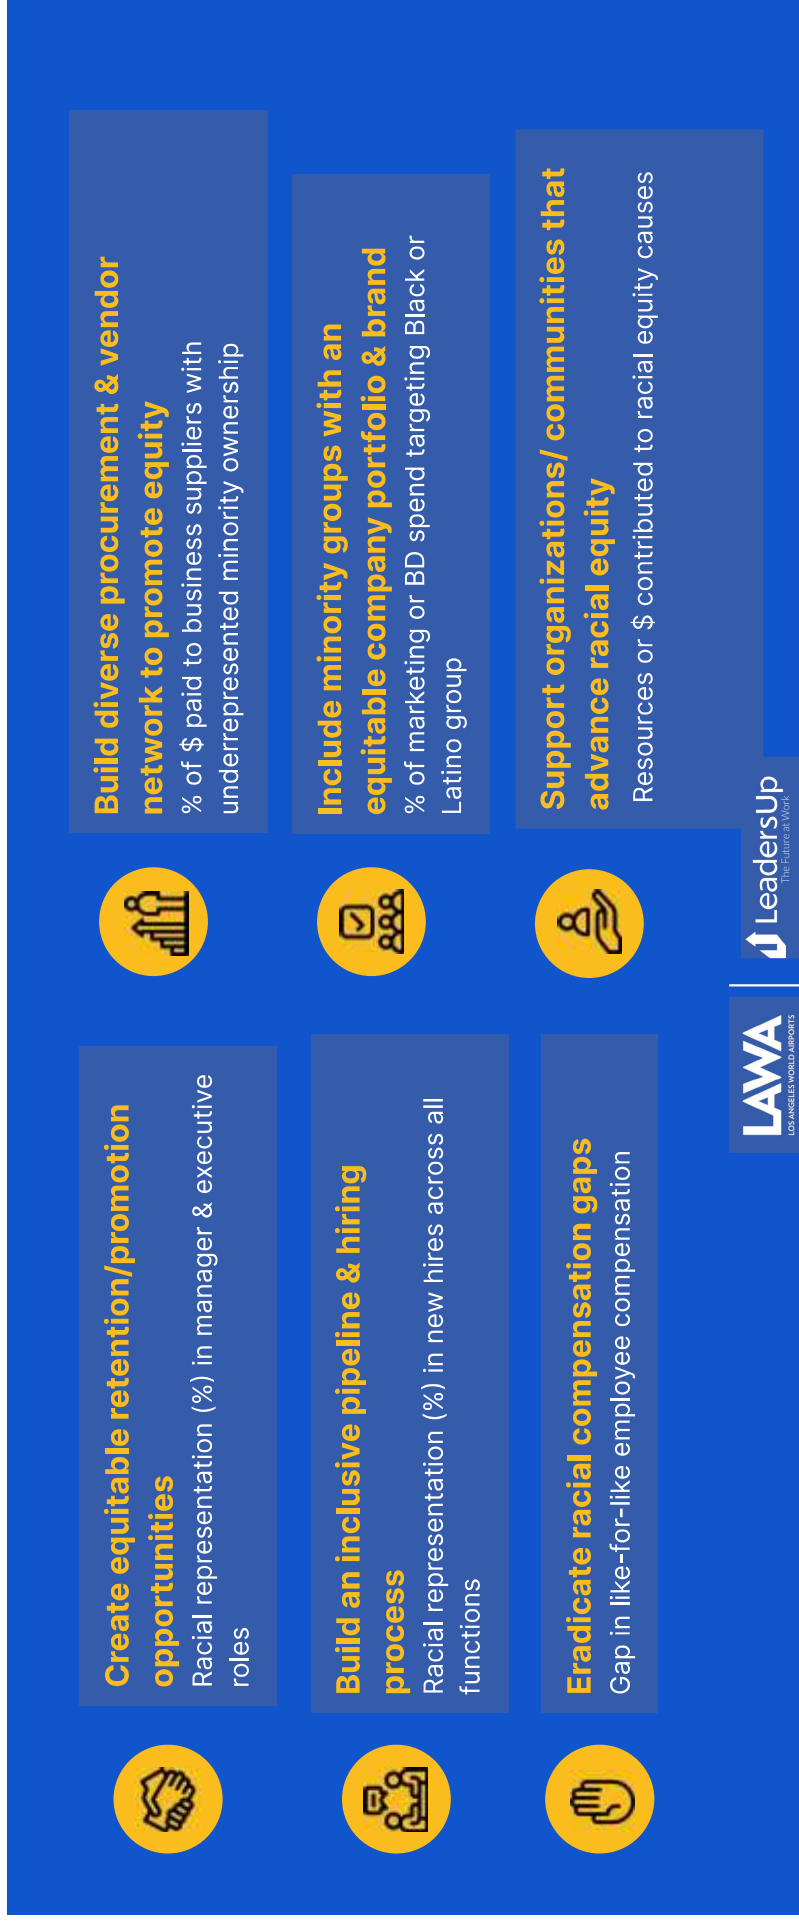 Create equitable retention/promotion
opportunities
Racial representation (%) in manager & executive
roles
Build an inclusive pipeline & hiring
process
Racial representation (%) in new hires across all
functions
Eradicate racial compensation gaps
Gap in like-for-like employee compensation
Build diverse procurement & vendor
network to promote equity
% of $ paid to business suppliers with
underrepresented minority ownership
Include minority groups with an
equitable company portfolio & brand
% of marketing or BD spend targeting Black or
Latino group
Support organizations/ communities that
advance racial equity
Resources or $ contributed to racial equity causes
LAWA
LOS ANGELES WORLD AIRPORTS
LeadersUp
The Future at Work